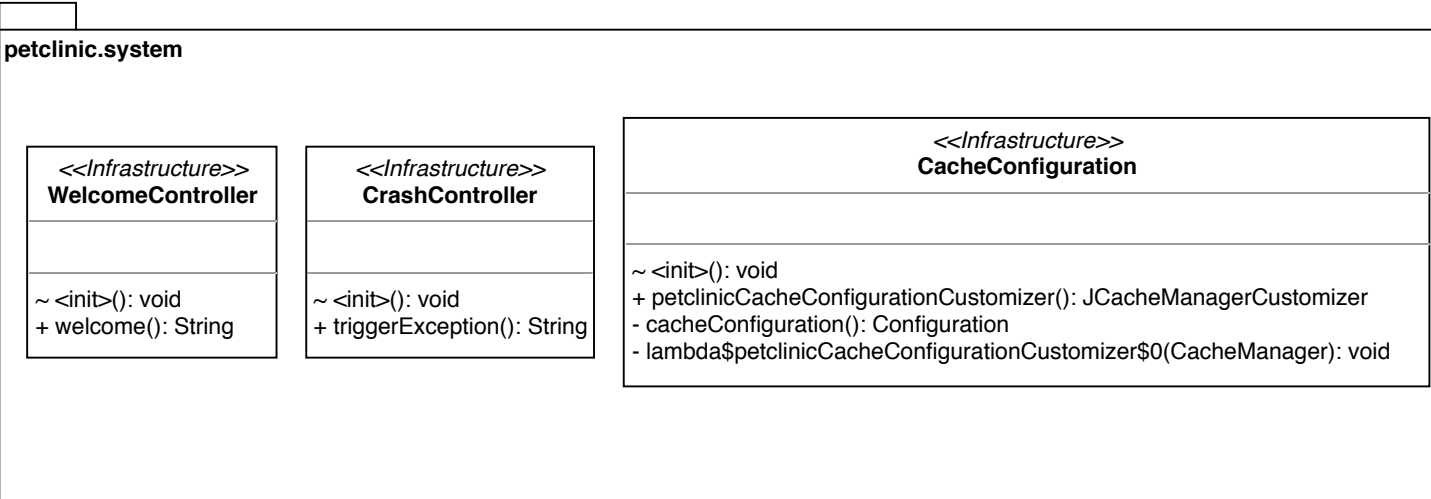 petclinic.system
<<Infrastructure>>
WelcomeController
~ <init>(): void
+ welcome(): String
<<Infrastructure>>
CrashController
~ <init>(): void
+ triggerException(): String
<<Infrastructure>>
CacheConfiguration
~ <init>(): void
+ petclinicCacheConfigurationCustomizer(): JCacheManagerCustomizer
- cacheConfiguration(): Configuration
- lambda$petclinicCacheConfigurationCustomizer$0(CacheManager): void